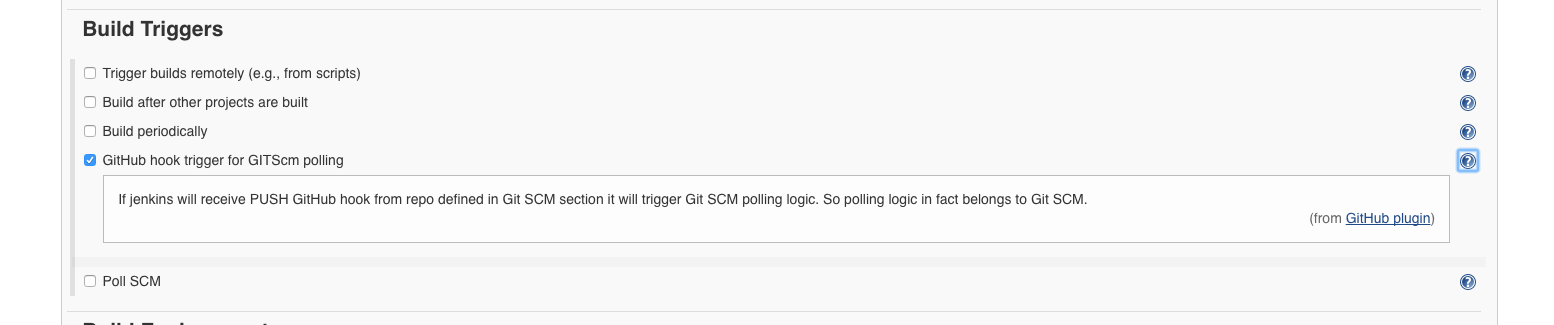 Build Triggers
Trigger builds remotely (e.g., from scripts)
Build after other projects are built
Build periodically
GitHub hook trigger for GITScm polling
If jenkins will receive PUSH GitHub hook from repo defined in Git SCM section it will trigger Git SCM polling logic. So polling logic in fact belongs to Git SCM.
(from GitHub plugin)
Poll SCM